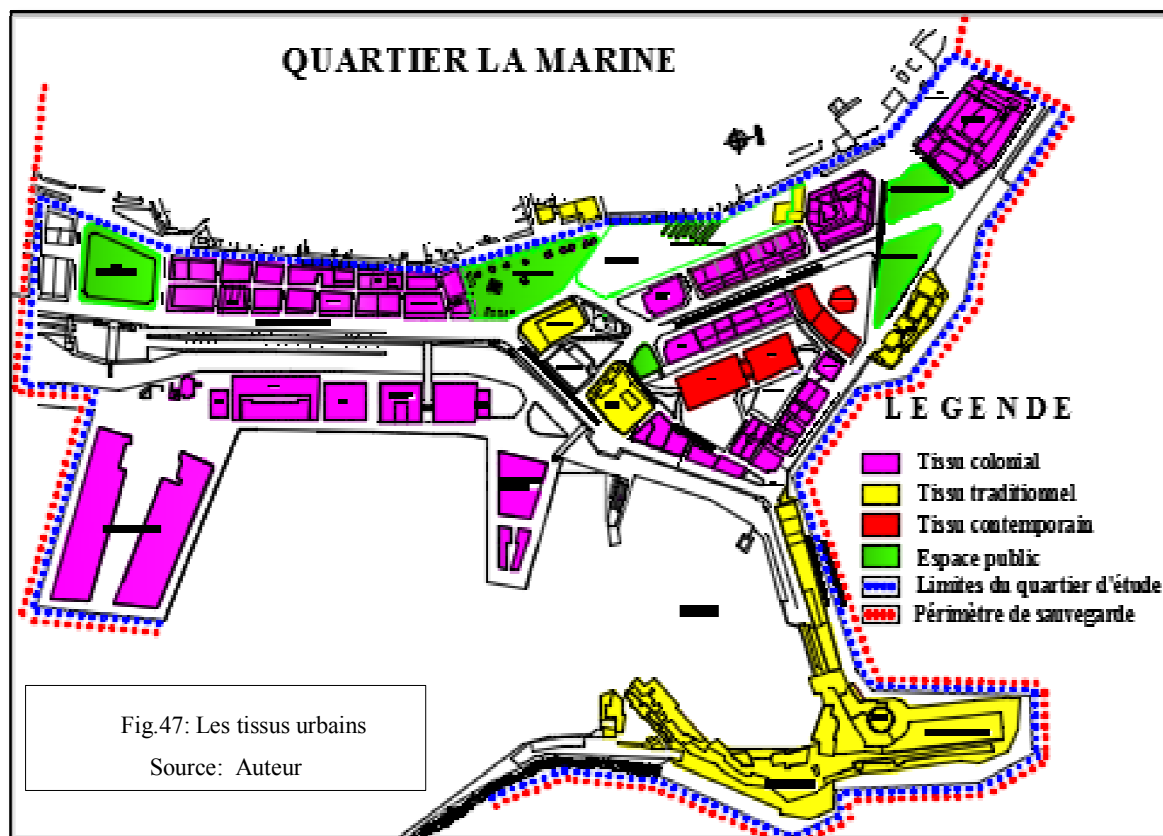 QUARTIER LA MARINE
LEGENDE
Tissu colonial
Tissu traditionnel
Tissu contemporain
Espace public
Limites du quartier d'étude
Périmètre de sauvegarde
Fig.47: Les tissus urbains
Source: Auteur